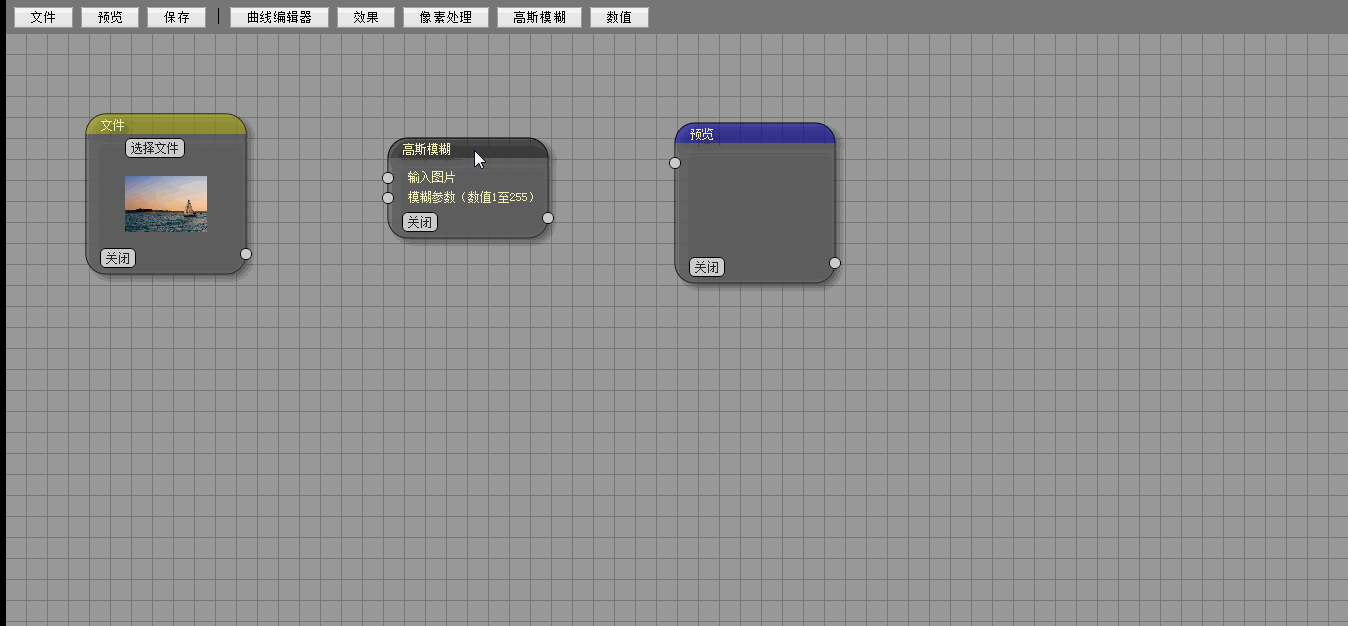 文件 预览 保存 曲线编辑器 效果 像素处理 高斯模糊 数值
文件
选择文件
关闭
高斯模糊
输入图片
模糊参数（数值1至255）
关闭
预览
关闭